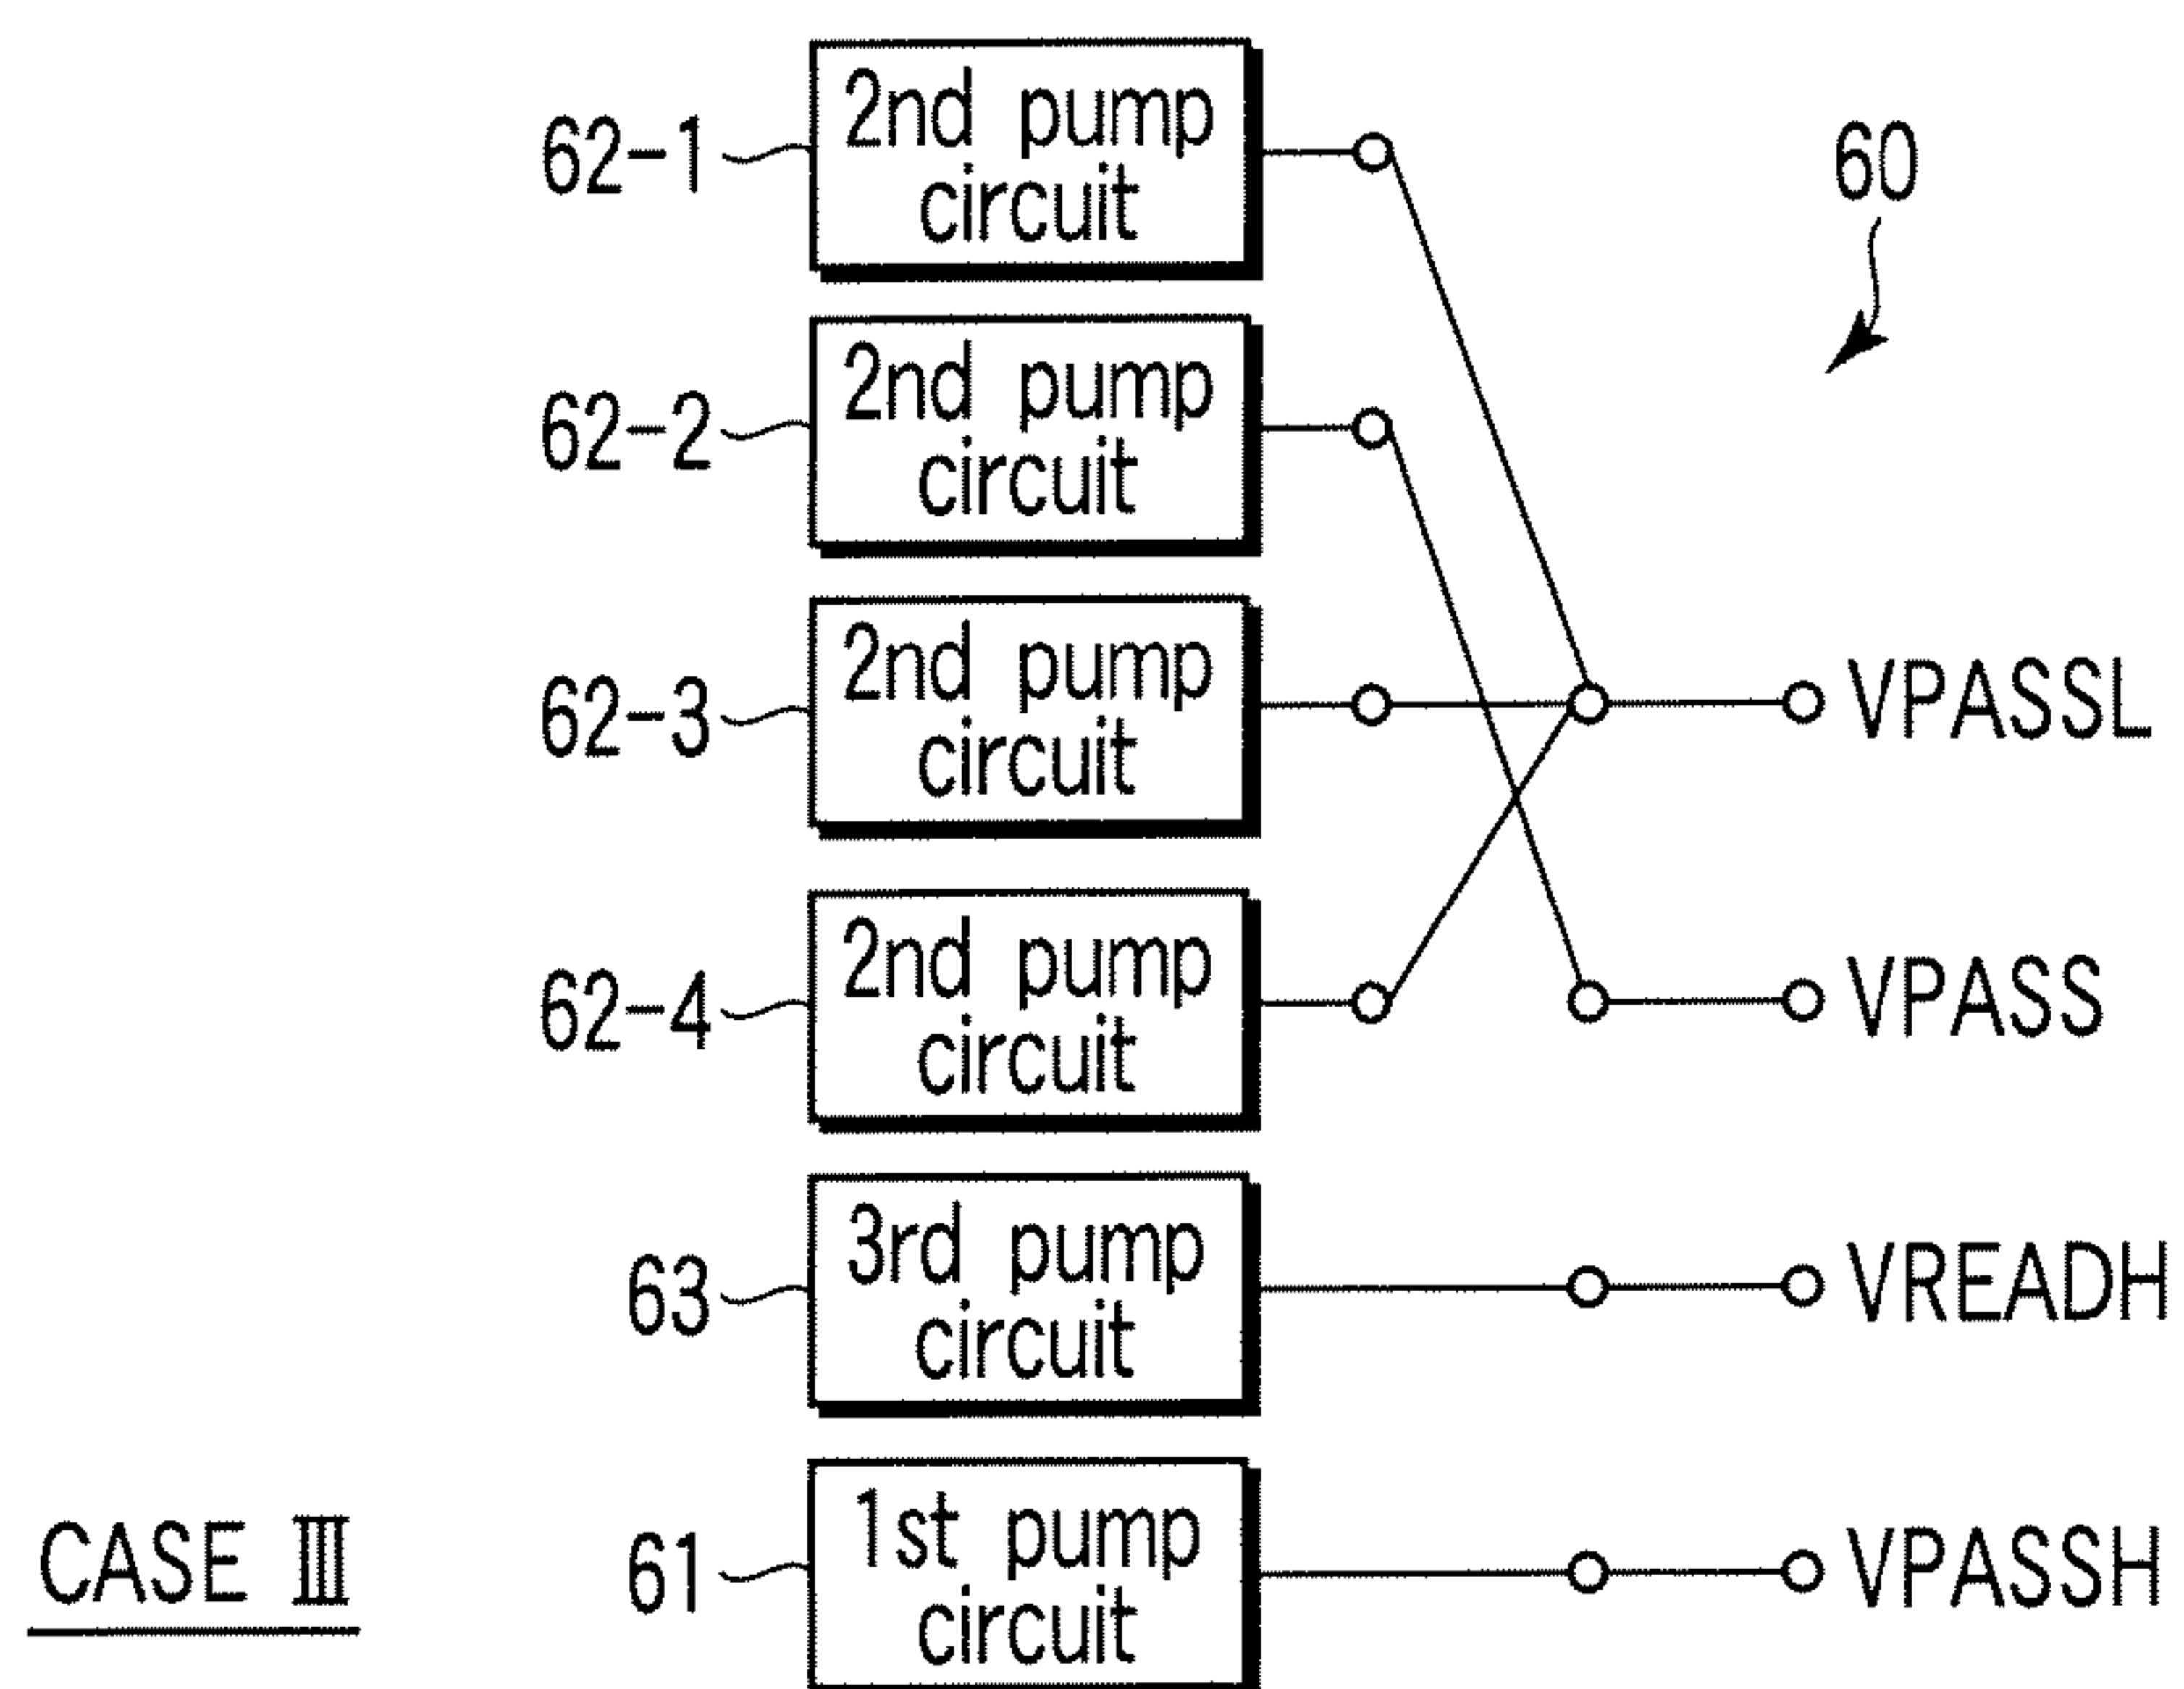 62-1
2nd pump
circuit
60
62-2
2nd pump
circuit
62-3
2nd pump
circuit
VPASSL
62-4
2nd pump
circuit
VPASS
63
3rd pump
circuit
VREADH
CASE III
61
1st pump
circuit
VPASSH